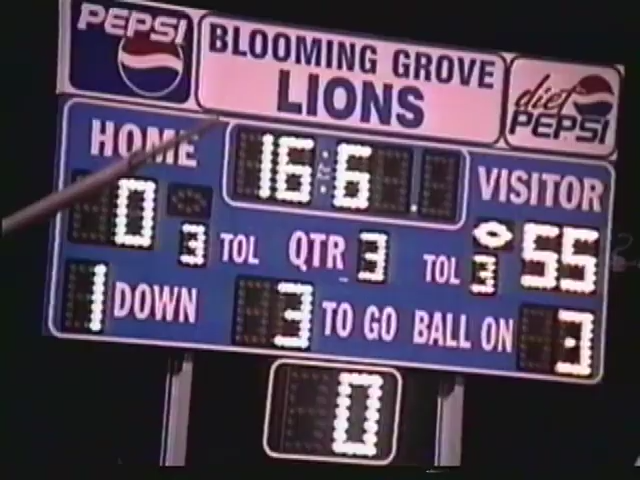 PEPSI
BLOOMING GROVE
LIONS
diet
PEPSI
HOME
16:6
VISITOR
0
3 TOL
QTR 3
TOL 3
55
1 DOWN
3 TO GO
BALL ON 3
0